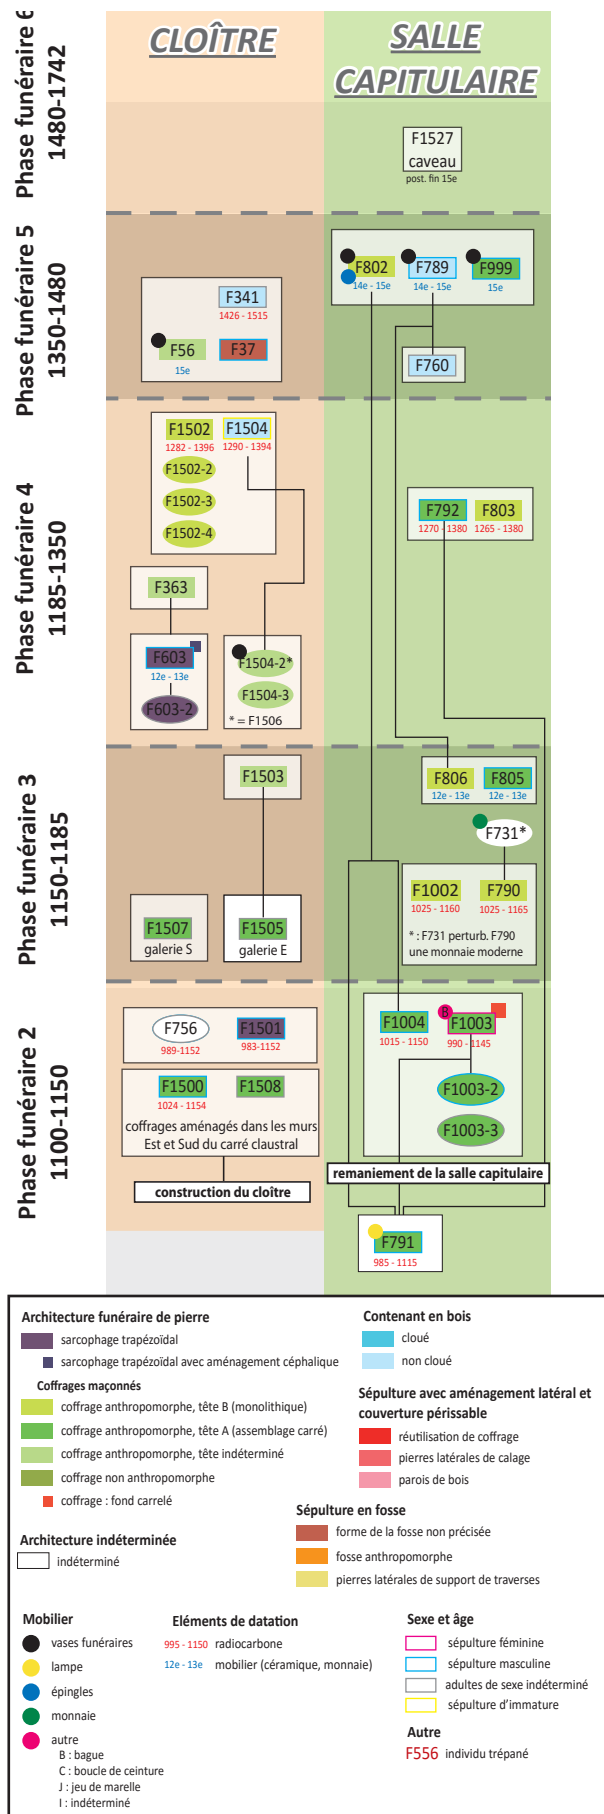 CLOÎTRE
SALLE
CAPITULAIRE
Phase funéraire 6
1480-1742
F1527
caveau
post. fin 15e
Phase funéraire 5
1350-1480
F802
14e - 15e
F789
14e - 15e
F999
15e
F341
1426 - 1515
F56
15e
F37
F760
Phase funéraire 4
1185-1350
F1502
1282 - 1396
F1504
1290 - 1394
F1502-2
F1502-3
F1502-4
F792
1270 - 1380
F803
1265 - 1380
F363
F603
12e - 13e
F603-2
F1504-2*
F1504-3
* = F1506
Phase funéraire 3
1150-1185
F1503
F806
12e - 13e
F805
12e - 13e
F731*
F1002
1025 - 1160
F790
1025 - 1165
* : F731 perturb. F790
une monnaie moderne
F1507
galerie S
F1505
galerie E
Phase funéraire 2
1100-1150
F756
989-1152
F1501
983-1152
F1004
1015 - 1150
B
F1003
990 - 1145
F1003-2
F1003-3
F1500
1024 - 1154
F1508
coffrages aménagés dans les murs
Est et Sud du carré claustral
construction du cloître
remaniement de la salle capitulaire
F791
985 - 1115
Architecture funéraire de pierre
sarcophage trapézoïdal
sarcophage trapézoïdal avec aménagement céphalique
Coffrages maçonnés
coffrage anthropomorphe, tête B (monolithique)
coffrage anthropomorphe, tête A (assemblage carré)
coffrage anthropomorphe, tête indéterminé
coffrage non anthropomorphe
coffrage : fond carrelé
Contenant en bois
cloué
non cloué
Sépulture avec aménagement latéral et
couverture périssable
réutilisation de coffrage
pierres latérales de calage
parois de bois
Sépulture en fosse
forme de la fosse non précisée
fosse anthropomorphe
pierres latérales de support de traverses
Architecture indéterminée
indéterminé
Mobilier
vases funéraires
lampe
épingles
monnaie
autre
B : bague
C : boucle de ceinture
J : jeu de marelle
I : indéterminé
Eléments de datation
995 - 1150 radiocarbone
12e - 13e mobilier (céramique, monnaie)
Sexe et âge
sépulture féminine
sépulture masculine
adultes de sexe indéterminé
sépulture d'immature
Autre
F556 individu trépané